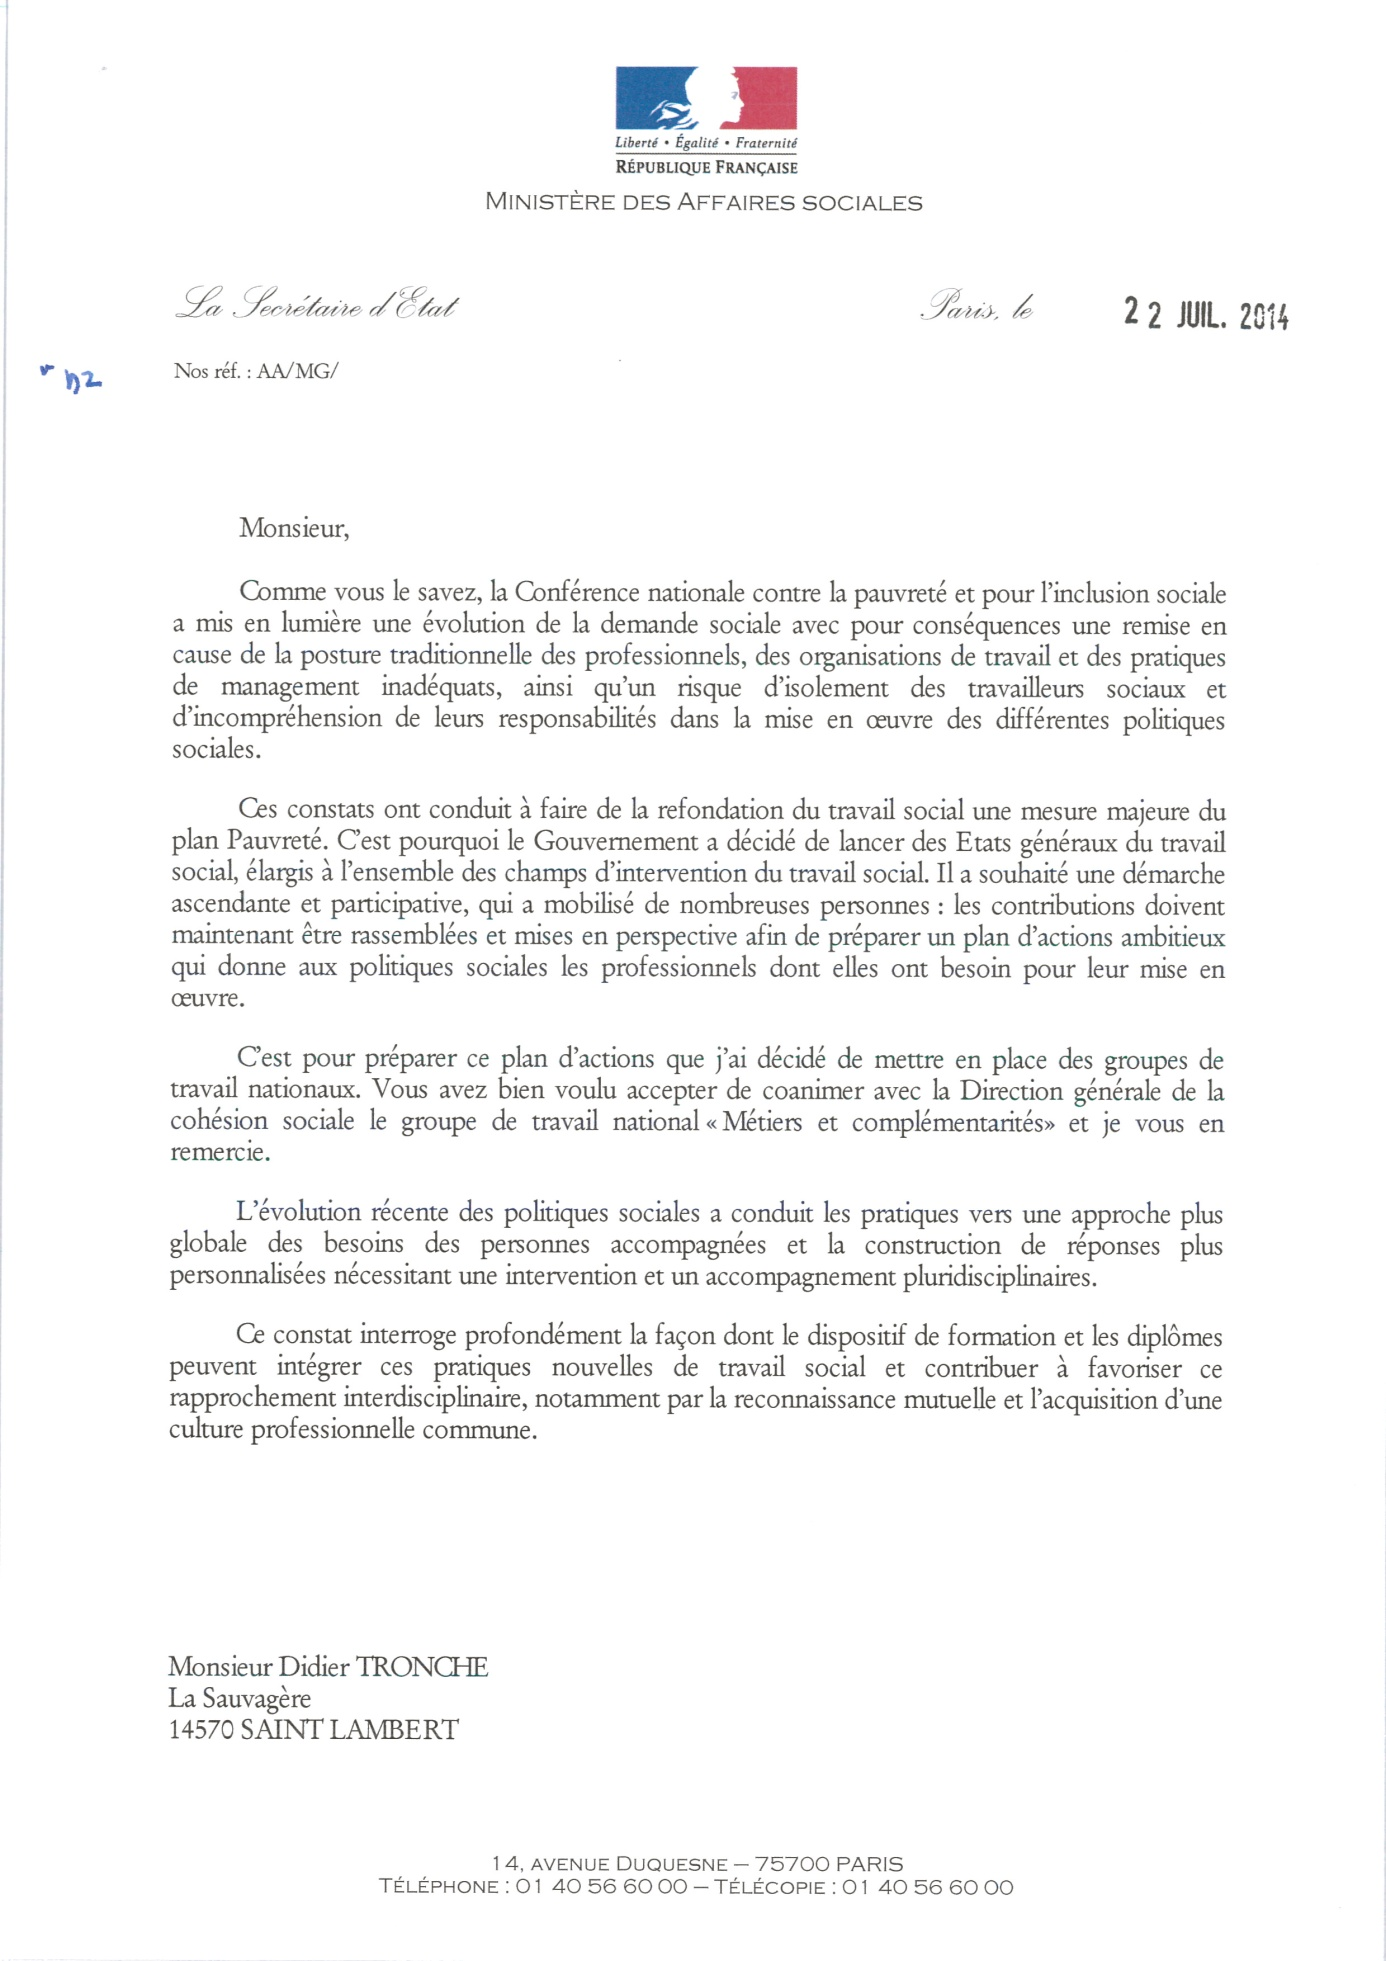 Liberté • Égalité • Fraternité
RÉPUBLIQUE FRANÇAISE
MINISTÈRE DES AFFAIRES SOCIALES
La Secrétaire d'Etat
Paris, le 22 JUIL. 2014
Nos réf. : AA/MG/
Monsieur,
Comme vous le savez, la Conférence nationale contre la pauvreté et pour l'inclusion sociale
a mis en lumière une évolution de la demande sociale avec pour conséquences une remise en
cause de la posture traditionnelle des professionnels, des organisations de travail et des pratiques
de management inadéquats, ainsi qu'un risque d'isolement des travailleurs sociaux et
d'incompréhension de leurs responsabilités dans la mise en œuvre des différentes politiques
sociales.
Ces constats ont conduit à faire de la refondation du travail social une mesure majeure du
plan Pauvreté. C'est pourquoi le Gouvernement a décidé de lancer des Etats généraux du travail
social, élargis à l'ensemble des champs d'intervention du travail social. Il a souhaité une démarche
ascendante et participative, qui a mobilisé de nombreuses personnes : les contributions doivent
maintenant être rassemblées et mises en perspective afin de préparer un plan d'actions ambitieux
qui donne aux politiques sociales les professionnels dont elles ont besoin pour leur mise en
œuvre.
C'est pour préparer ce plan d'actions que j'ai décidé de mettre en place des groupes de
travail nationaux. Vous avez bien voulu accepter de coanimer avec la Direction générale de la
cohésion sociale le groupe de travail national « Métiers et complémentarités» et je vous en
remercie.
L'évolution récente des politiques sociales a conduit les pratiques vers une approche plus
globale des besoins des personnes accompagnées et la construction de réponses plus
personnalisées nécessitant une intervention et un accompagnement pluridisciplinaires.
Ce constat interroge profondément la façon dont le dispositif de formation et les diplômes
peuvent intégrer ces pratiques nouvelles de travail social et contribuer à favoriser ce
rapprochement interdisciplinaire, notamment par la reconnaissance mutuelle et l'acquisition d'une
culture professionnelle commune.
Monsieur Didier TRONCHE
La Sauvagère
14570 SAINT LAMBERT
14, AVENUE DUQUESNE – 75700 PARIS
TÉLÉPHONE : 01 40 56 60 00 – TÉLÉCOPIE : 01 40 56 60 00